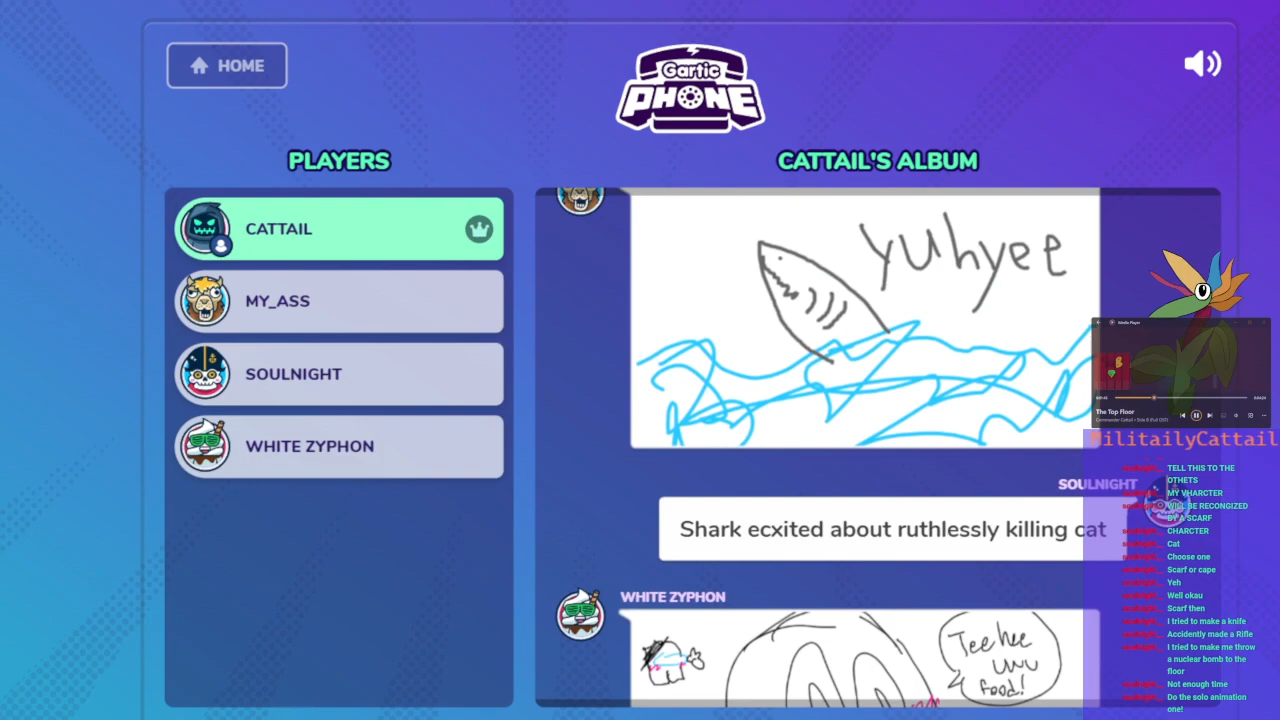 HOME
Gartic
PHONE
PLAYERS
CATTAIL
MY_ASS
SOULNIGHT
WHITE ZYPHON
CATTAIL'S ALBUM
yuhyee
SOULNIGHT
Shark ecxited about ruthlessly killing cat
WHITE ZYPHON
Tee hee
uwu
food!
The Top Floor
MilitailyCattail
TELL THIS TO THE
OTHETS
MY VHARCTER
WILL BE RECONGIZED
BY A SCARF
CHARCTER
Cat
Choose one
Scarf or cape
Yeh
Well okau
Scarf then
I tried to make a knife
Accidently made a Rifle
I tried to make me throw
a nuclear bomb to the
floor
Not enough time
Do the solo animation
one!